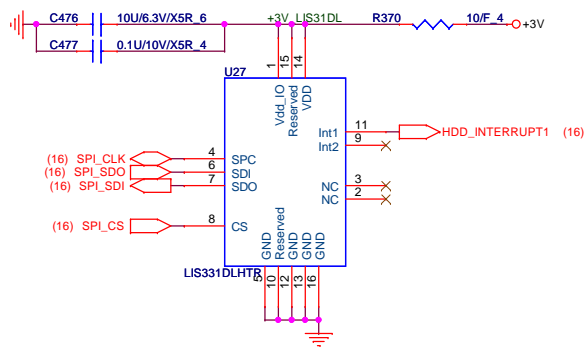 C476 10U/6.3V/X5R_6 +3V_LIS31DL R370 10/F_4 +3V
C477 0.1U/10V/X5R_4
U27
1 15 14
Vdd_IO Reserved VDD
Int1 11 HDD_INTERRUPT1 (16)
Int2 9
(16) SPI_CLK 4 SPC
(16) SPI_SDO 6 SDI
(16) SPI_SDI 7 SDO
NC 3
NC 2
(16) SPI_CS 8 CS
GND Reserved GND GND GND
LIS331DLHTR
5 10 12 13 16